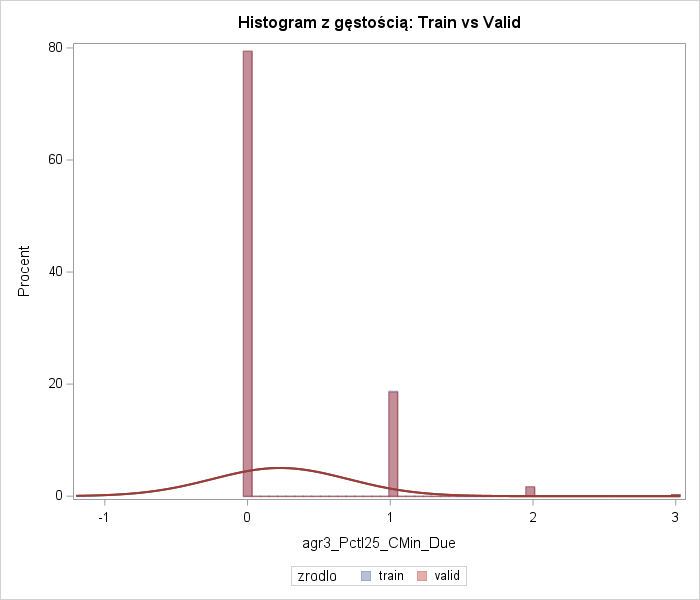 Histogram z gęstością: Train vs Valid
80
60
40
20
0
Procent
-1 0 1 2 3
agr3_Pctl25_CMin_Due
zrodlo train valid